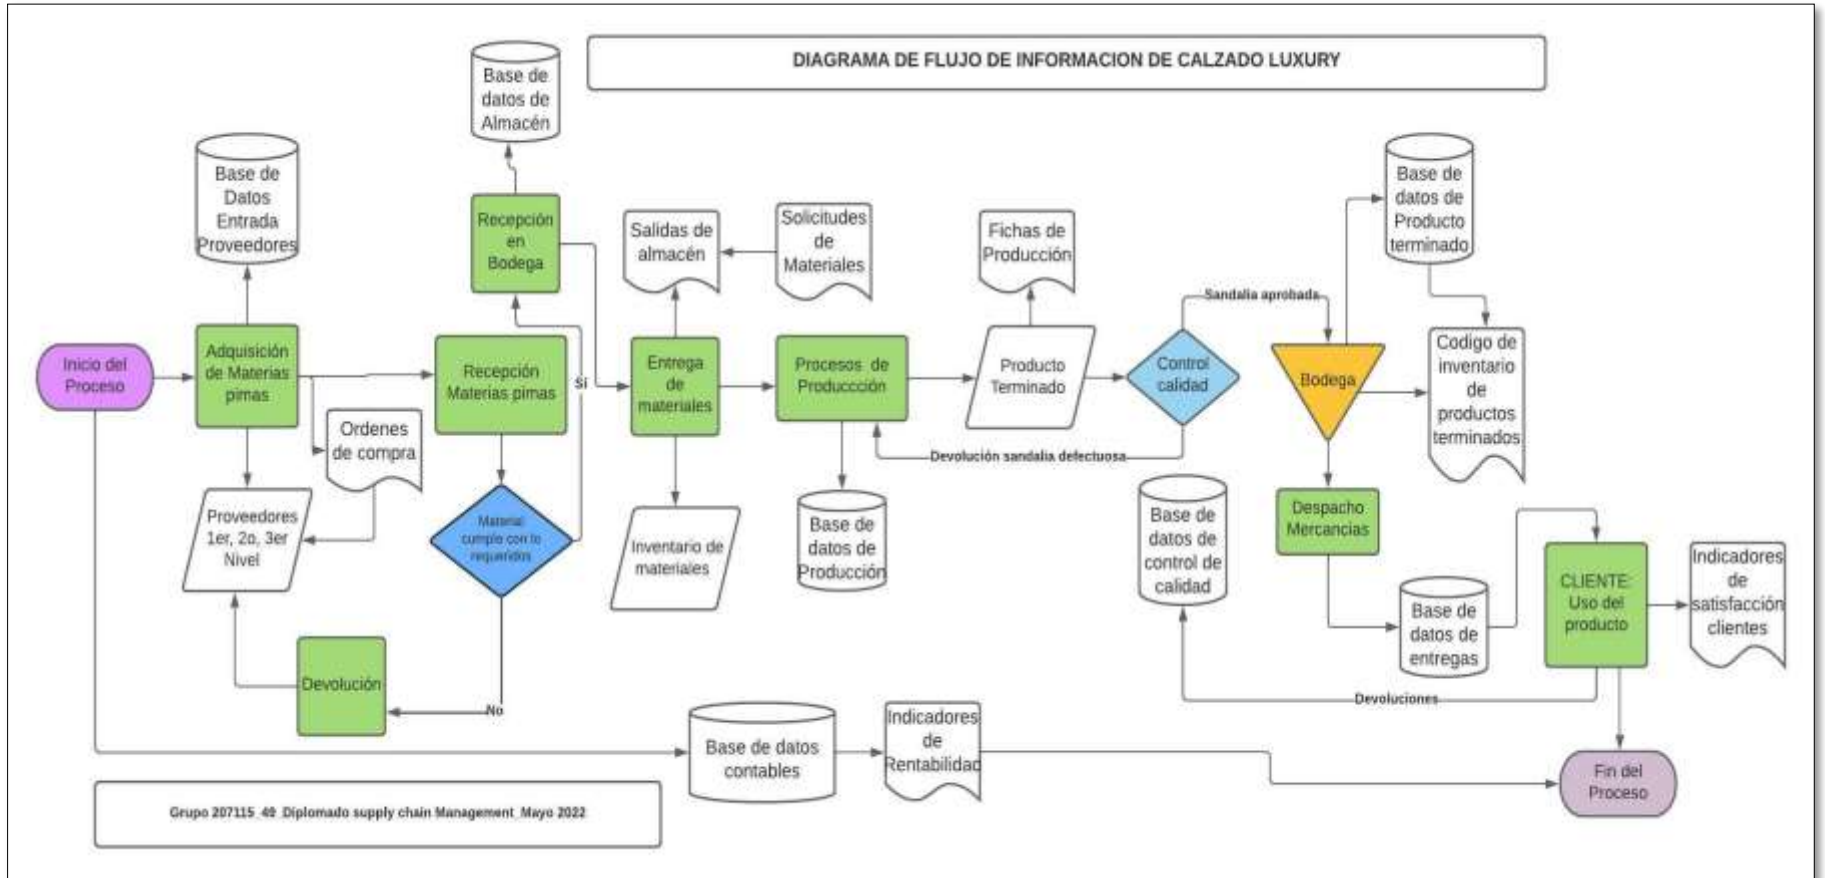 DIAGRAMA DE FLUJO DE INFORMACION DE CALZADO LUXURY
Base de
datos de
Almacén
Base de
Datos
Entrada
Proveedores
Recepción
en
Bodega
Salidas de
almacén
Solicitudes
de
Materiales
Fichas de
Producción
Base de
datos de
Producto
terminado
Sandalia aprobada
Inicio del
Proceso
Adquisición
de Materias
pimas
Recepción
Materias pimas
Si
Entrega
de
materiales
Procesos de
Produccción
Producto
Terminado
Control
calidad
Bodega
Codigo de
inventario
de
productos
terminados
Ordenes
de compra
Devolución sandalia defectuosa
Proveedores
1er, 2o, 3er
Nivel
Material
cumple con lo
requeridos
Inventario de
materiales
Base de
datos de
Producción
Base de
datos de
control de
calidad
Despacho
Mercancias
Base de
datos de
entregas
CLIENTE:
Uso del
producto
Indicadores
de
satisfacción
clientes
Devolución
No
Devoluciones
Base de datos
contables
Indicadores
de
Rentabilidad
Fin del
Proceso
Grupo 207115_49_Diplomado supply chain Management_Mayo 2022